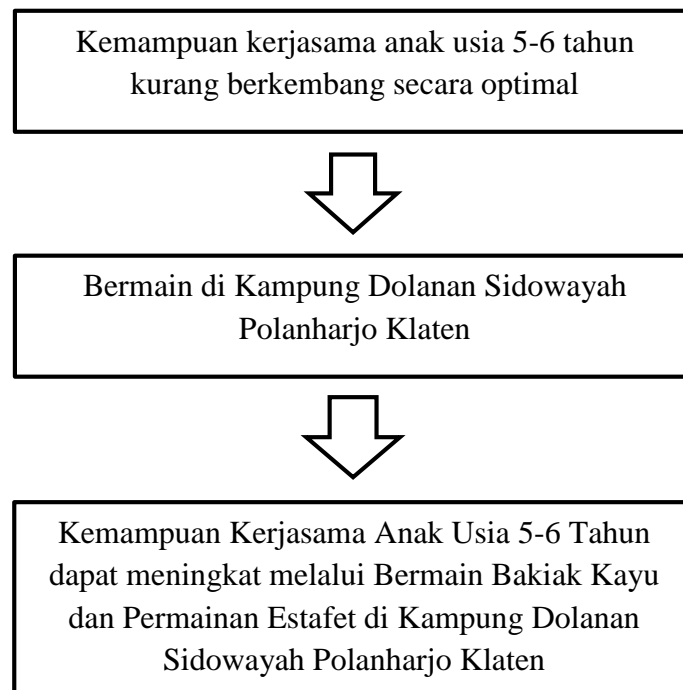 Kemampuan kerjasama anak usia 5-6 tahun
kurang berkembang secara optimal
Bermain di Kampung Dolanan Sidowayah
Polanharjo Klaten
Kemampuan Kerjasama Anak Usia 5-6 Tahun
dapat meningkat melalui Bermain Bakiak Kayu
dan Permainan Estafet di Kampung Dolanan
Sidowayah Polanharjo Klaten